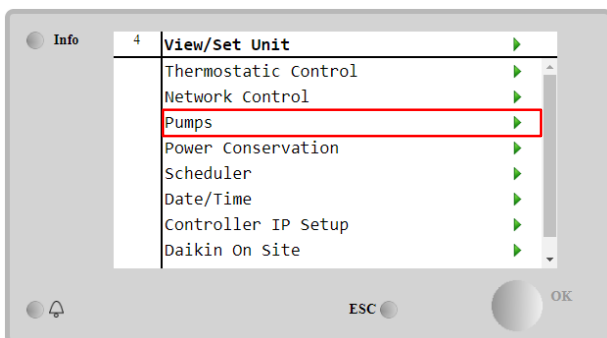 Info
4 View/Set Unit
Thermostatic Control
Network Control
Pumps
Power Conservation
Scheduler
Date/Time
Controller IP Setup
Daikin On Site
ESC
OK